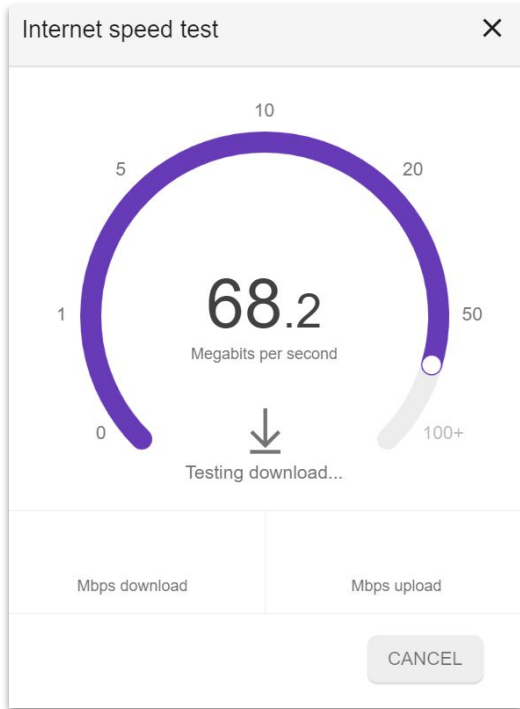 Internet speed test
10
5
20
1
50
68.2
Megabits per second
0
100+
Testing download...
Mbps download
Mbps upload
CANCEL